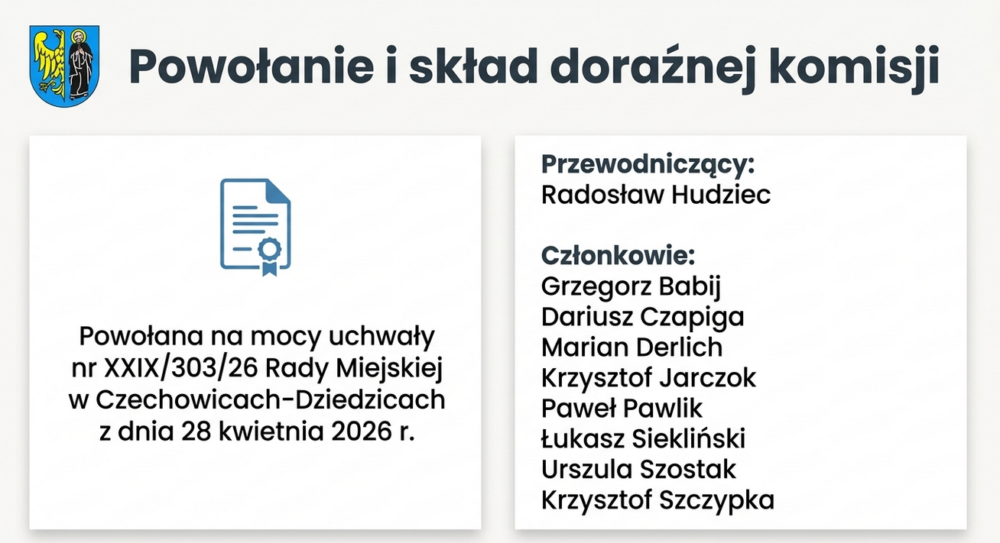 Powołanie i skład doraźnej komisji
Powołana na mocy uchwały
nr XXIX/303/26 Rady Miejskiej
w Czechowicach-Dziedzicach
z dnia 28 kwietnia 2026 r.
Przewodniczący:
Radosław Hudziec
Członkowie:
Grzegorz Babij
Dariusz Czapiga
Marian Derlich
Krzysztof Jarczok
Paweł Pawlik
Łukasz Siekliński
Urszula Szostak
Krzysztof Szczypka